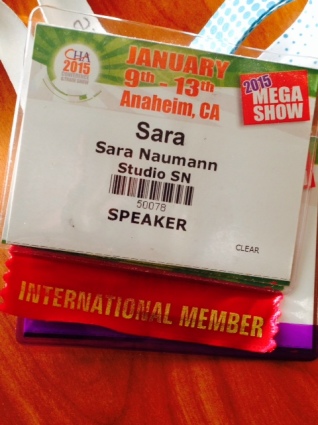 CHA
2015
JANUARY
9th - 13th
Anaheim, CA
2015
MEGA
SHOW
Sara
Sara Naumann
Studio SN
50078
SPEAKER
CLEAR
INTERNATIONAL MEMBER